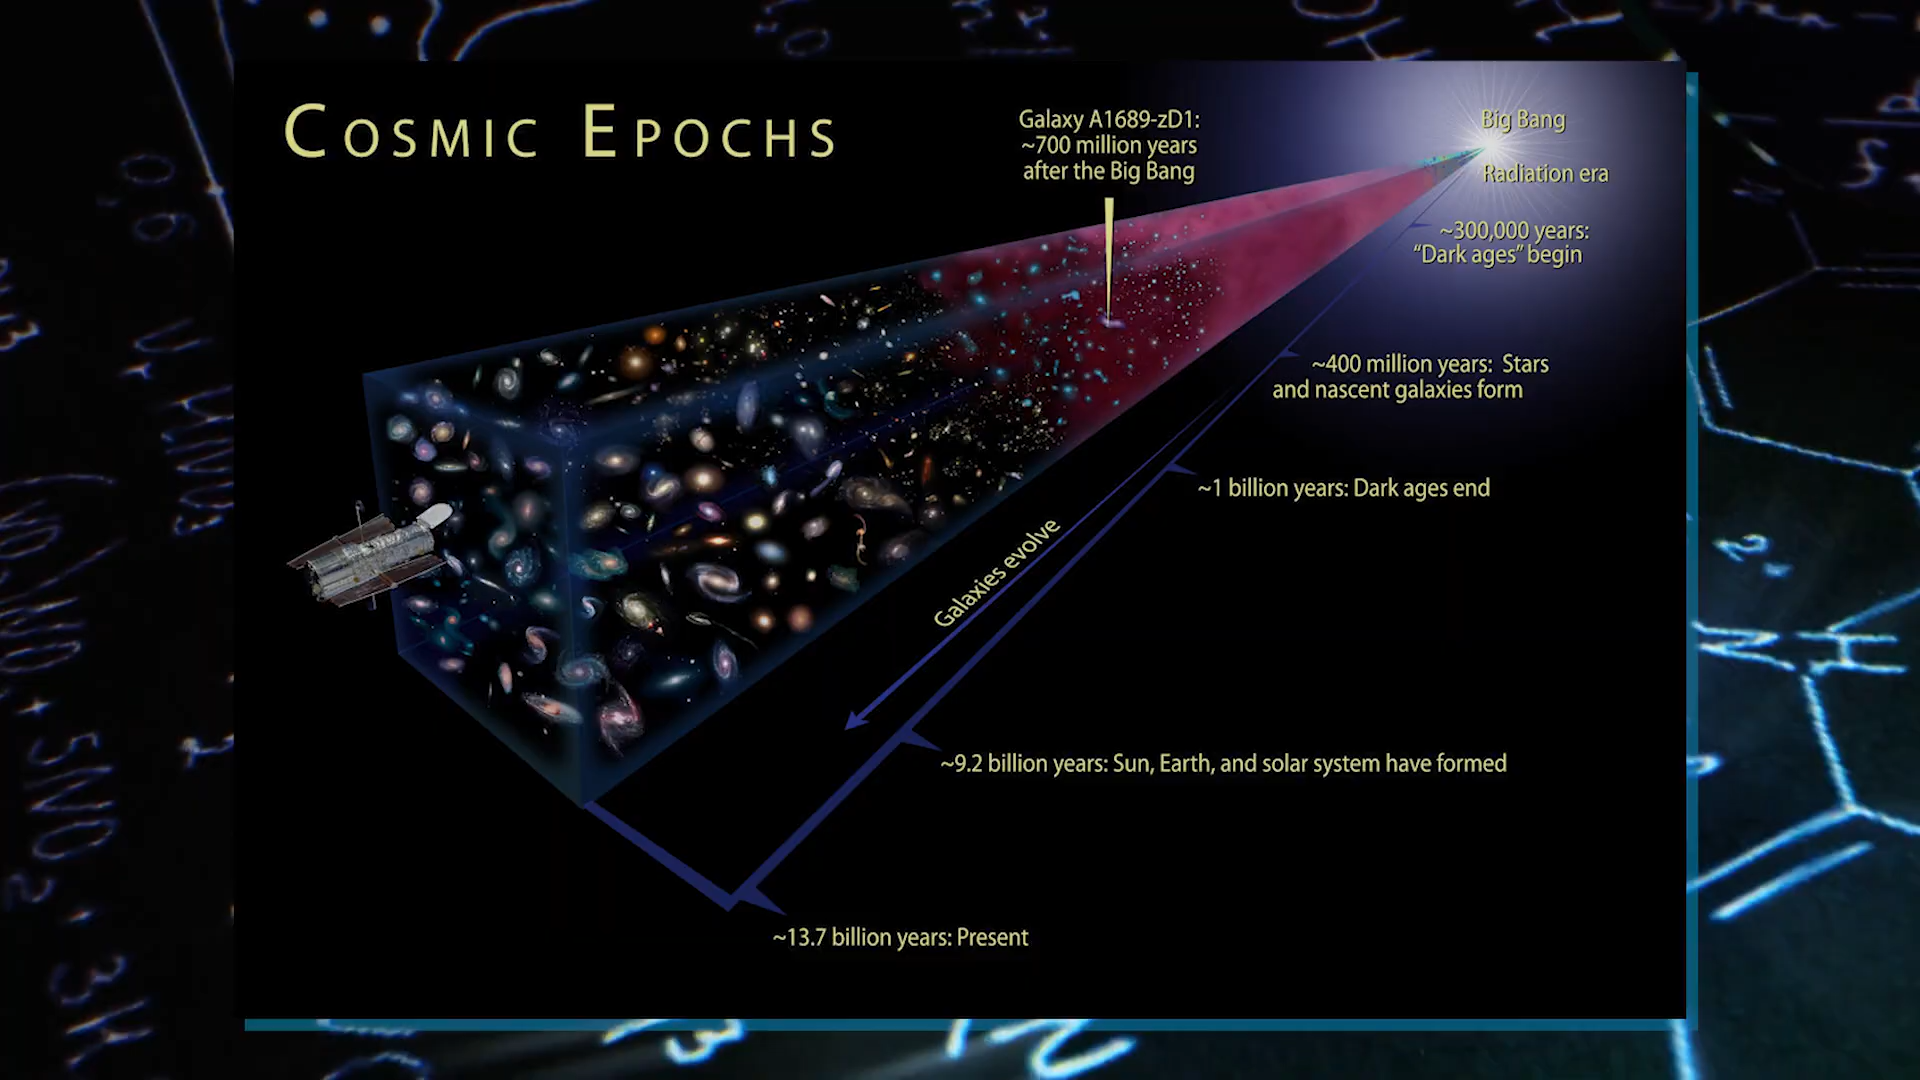 COSMIC EPOCHS
Galaxy A1689-zD1:
~700 million years
after the Big Bang
Big Bang
Radiation era
~300,000 years:
“Dark ages” begin
~400 million years: Stars
and nascent galaxies form
~1 billion years: Dark ages end
Galaxies evolve
~9.2 billion years: Sun, Earth, and solar system have formed
~13.7 billion years: Present